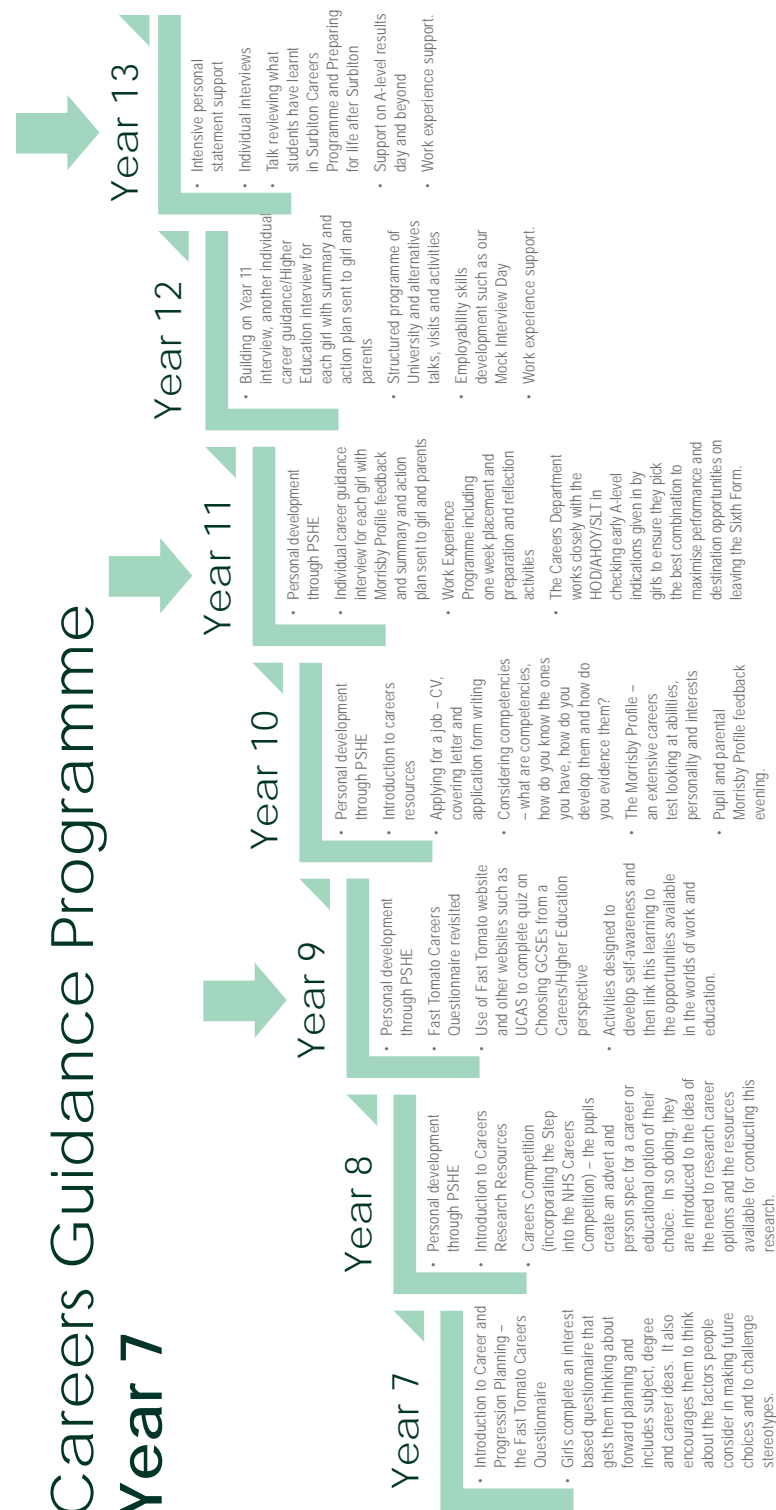 Careers Guidance Programme
Year 7
Year 7
• Introduction to Career and
Progression Planning –
the Fast Tomato Careers
Questionnaire
• Girls complete an interest
based questionnaire that
gets them thinking about
forward planning and
includes subject, degree
and career ideas. It also
encourages them to think
about the factors people
consider in making future
choices and to challenge
stereotypes.
Year 8
• Personal development
through PSHE
• Introduction to Careers
Research Resources
• Careers Competition
(incorporating the Step
into the NHS Careers
Competition) – the pupils
create an advert and
person spec for a career or
educational option of their
choice. In so doing, they
are introduced to the idea of
the need to research career
options and the resources
available for conducting this
research.
Year 9
• Personal development
through PSHE
• Fast Tomato Careers
Questionnaire revisited
• Use of Fast Tomato website
and other websites such as
UCAS to complete quiz on
Choosing GCSEs from a
Careers/Higher Education
perspective
• Activities designed to
develop self-awareness and
then link this learning to
the opportunities available
in the worlds of work and
education.
Year 10
• Personal development
through PSHE
• Introduction to careers
resources
• Applying for a job – CV,
covering letter and
application form writing
• Considering competencies
– what are competencies,
how do you know the ones
you have, how do you
develop them and how do
you evidence them?
• The Morrisby Profile –
an extensive careers
test looking at abilities,
personality and interests
• Pupil and parental
Morrisby Profile feedback
evening.
Year 11
• Personal development
through PSHE
• Individual career guidance
interview for each girl with
Morrisby Profile feedback
and summary and action
plan sent to girl and parents
• Work Experience
Programme including
one week placement and
preparation and reflection
activities
• The Careers Department
works closely with the
HOD/AHOY/SLT in
checking early A-level
indications given in by
girls to ensure they pick
the best combination to
maximise performance and
destination opportunities on
leaving the Sixth Form.
Year 12
• Building on Year 11
interview, another individual
career guidance/Higher
Education interview for
each girl with summary and
action plan sent to girl and
parents
• Structured programme of
University and alternatives
talks, visits and activities
• Employability skills
development such as our
Mock Interview Day
• Work experience support.
Year 13
• Intensive personal
statement support
• Individual interviews
• Talk reviewing what
students have learnt
in Surbiton Careers
Programme and Preparing
for life after Surbiton
• Support on A-level results
day and beyond
• Work experience support.